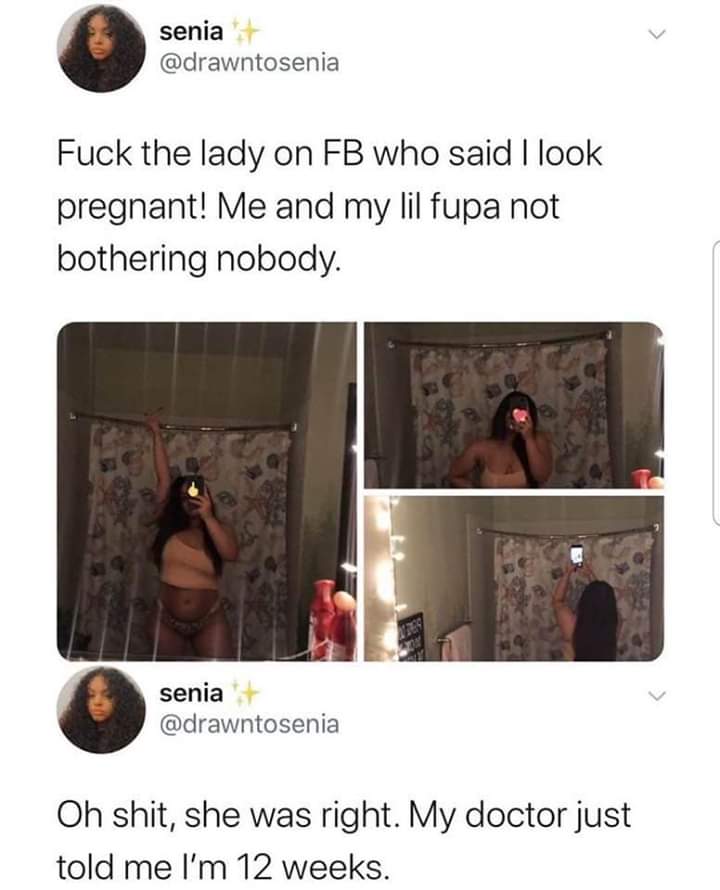 senia ✨
@drawntosenia
Fuck the lady on FB who said I look
pregnant! Me and my lil fupa not
bothering nobody.
senia ✨
@drawntosenia
Oh shit, she was right. My doctor just
told me I'm 12 weeks.